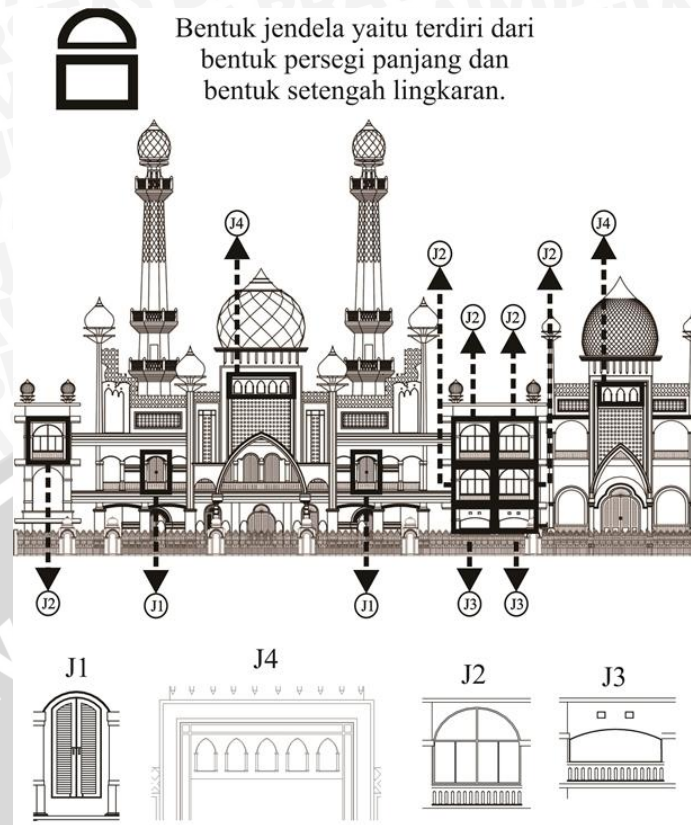 Bentuk jendela yaitu terdiri dari
bentuk persegi panjang dan
bentuk setengah lingkaran.
J4
J4
J2
J2
J2
J2
J2
J1
J1
J3
J3
J1
J4
J2
J3